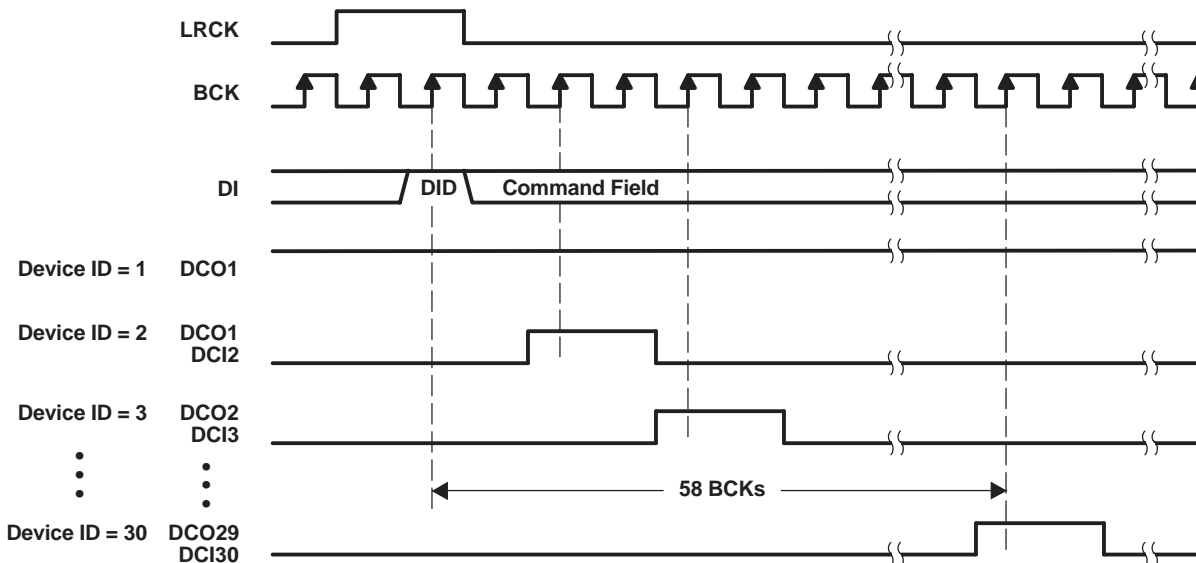 LRCK
BCK
DI
DID
Command Field
Device ID = 1
DCO1
Device ID = 2
DCO1
DCI2
Device ID = 3
DCO2
DCI3
58 BCKs
Device ID = 30
DCO29
DCI30